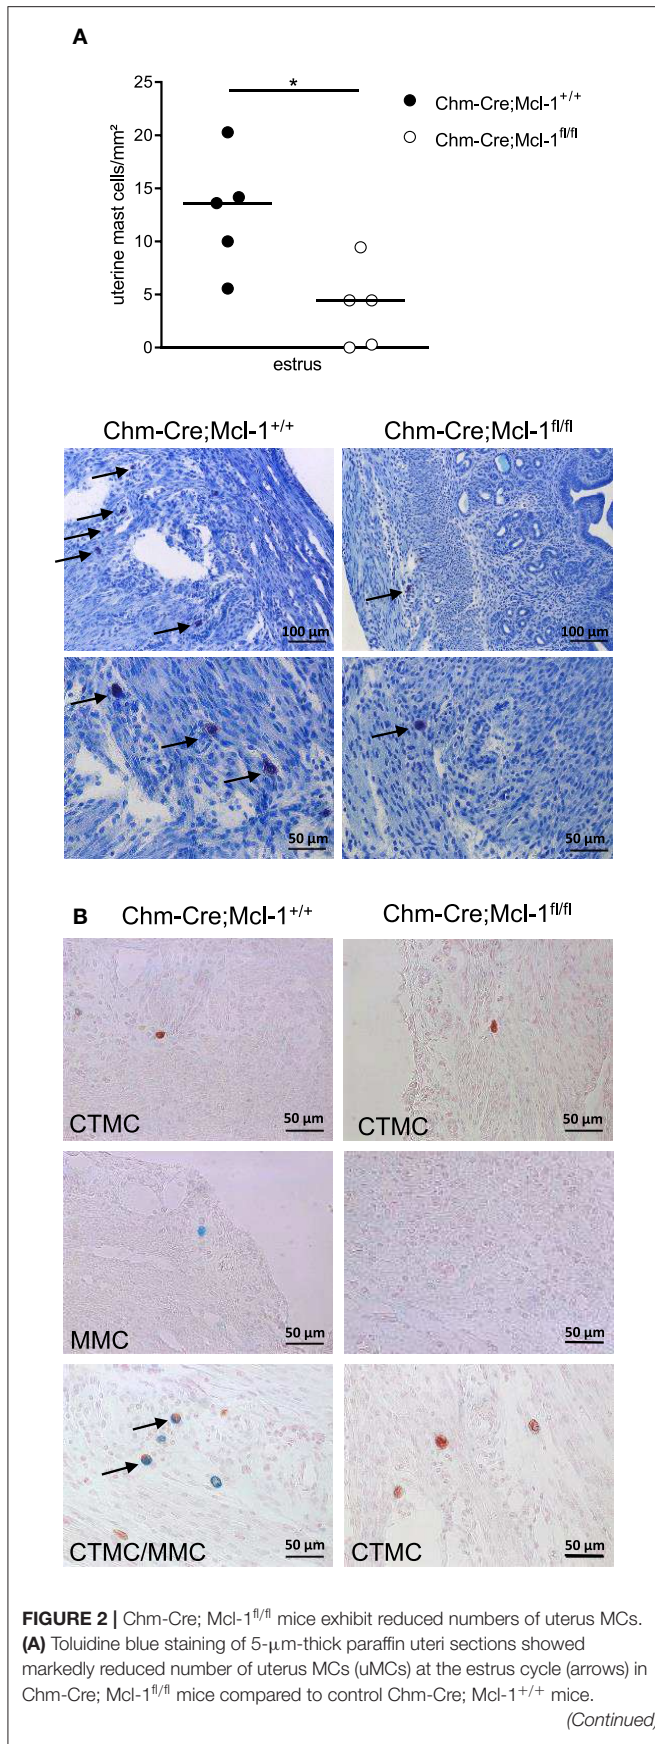 A
25
20
15
10
5
0
uterine mast cells/mm²
*
estrus
Chm-Cre;Mcl-1+/+
Chm-Cre;Mcl-1fl/fl
Chm-Cre;Mcl-1+/+ Chm-Cre;Mcl-1fl/fl
100 µm 100 µm
50 µm 50 µm
B Chm-Cre;Mcl-1+/+ Chm-Cre;Mcl-1fl/fl
CTMC 50 µm CTMC 50 µm
MMC 50 µm 50 µm
CTMC/MMC 50 µm CTMC 50 µm
FIGURE 2 | Chm-Cre; Mcl-1fl/fl mice exhibit reduced numbers of uterus MCs.
(A) Toluidine blue staining of 5-µm-thick paraffin uteri sections showed
markedly reduced number of uterus MCs (uMCs) at the estrus cycle (arrows) in
Chm-Cre; Mcl-1fl/fl mice compared to control Chm-Cre; Mcl-1+/+ mice.
(Continued)